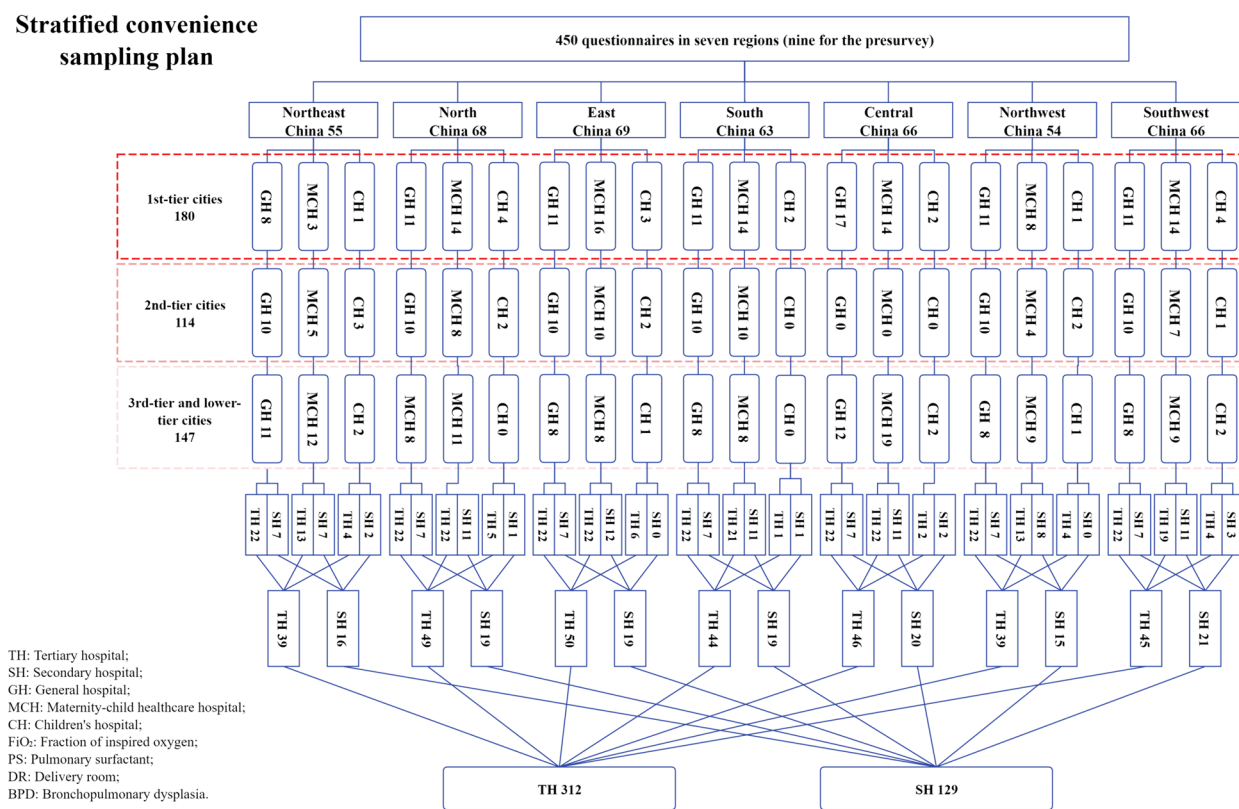 Stratified convenience
sampling plan
450 questionnaires in seven regions (nine for the presurvey)
Northeast
China 55
North
China 68
East
China 69
South
China 63
Central
China 66
Northwest
China 54
Southwest
China 66
1st-tier cities
180
GH 8
MCH 3
CH 1
GH 11
MCH 14
CH 4
GH 11
MCH 16
CH 3
GH 11
MCH 14
CH 2
GH 17
MCH 14
CH 2
GH 11
MCH 8
CH 1
GH 11
MCH 14
CH 4
2nd-tier cities
114
GH 10
MCH 5
CH 3
GH 10
MCH 8
CH 2
GH 10
MCH 10
CH 2
GH 10
MCH 10
CH 0
GH 0
MCH 0
CH 0
GH 10
MCH 4
CH 2
GH 10
MCH 7
CH 1
3rd-tier and lower-
tier cities
147
GH 11
MCH 12
CH 2
MCH 8
MCH 11
CH 0
GH 8
MCH 8
CH 1
GH 8
MCH 8
CH 0
GH 12
MCH 19
CH 2
GH 8
MCH 9
CH 1
GH 8
MCH 9
CH 2
TH 22
SH 7
TH 13
SH 7
TH 4
SH 2
TH 22
SH 7
TH 22
SH 11
TH 5
SH 1
TH 22
SH 7
TH 22
SH 12
TH 6
SH 0
TH 22
SH 7
TH 21
SH 11
TH 1
SH 1
TH 22
SH 7
TH 22
SH 11
TH 2
SH 2
TH 22
SH 7
TH 13
SH 8
TH 4
SH 0
TH 22
SH 7
TH 19
SH 11
TH 4
SH 3
TH 39
SH 16
TH 49
SH 19
TH 50
SH 19
TH 44
SH 19
TH 46
SH 20
TH 39
SH 15
TH 45
SH 21
TH 312
SH 129
TH: Tertiary hospital;
SH: Secondary hospital;
GH: General hospital;
MCH: Maternity-child healthcare hospital;
CH: Children's hospital;
FiO₂: Fraction of inspired oxygen;
PS: Pulmonary surfactant;
DR: Delivery room;
BPD: Bronchopulmonary dysplasia.